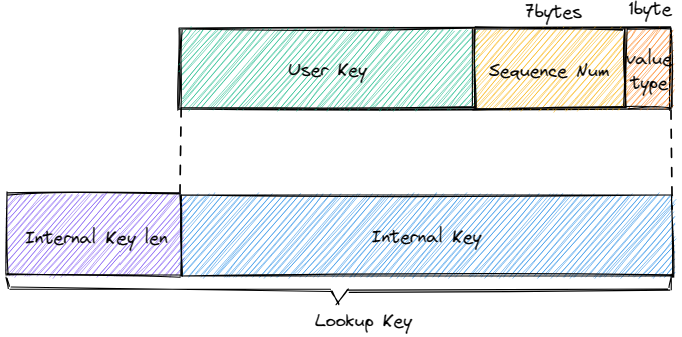 7bytes
1byte
User Key
Sequence Num
value
type
Internal Key len
Internal Key
Lookup Key